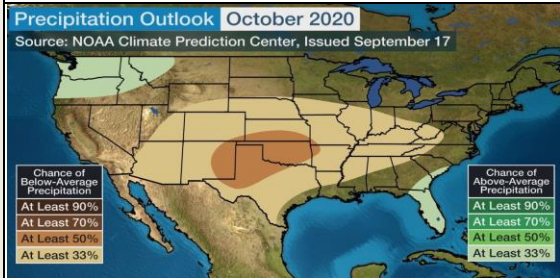 Precipitation Outlook October 2020
Source: NOAA Climate Prediction Center, Issued September 17
Chance of
Below-Average
Precipitation
At Least 90%
At Least 70%
At Least 50%
At Least 33%
Chance of
Above-Average
Precipitation
At Least 90%
At Least 70%
At Least 50%
At Least 33%